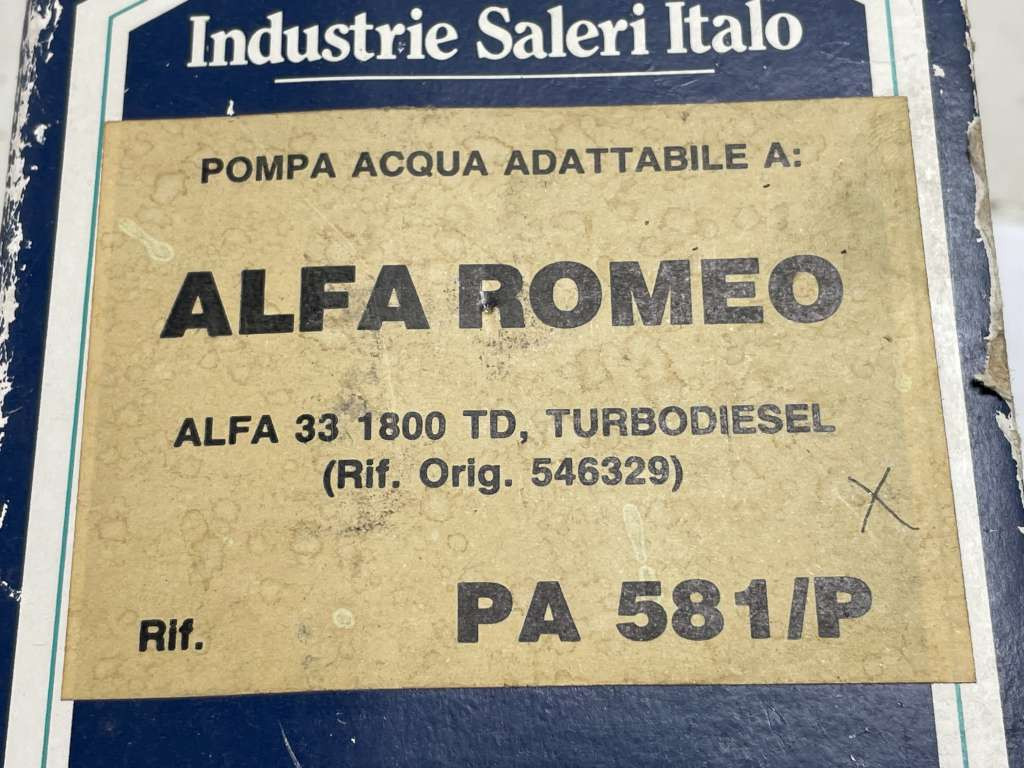 Industrie Saleri Italo
POMPA ACQUA ADATTABILE A:
ALFA ROMEO
ALFA 33 1800 TD, TURBODIESEL
(Rif. Orig. 546329)
X
Rif. PA 581/P